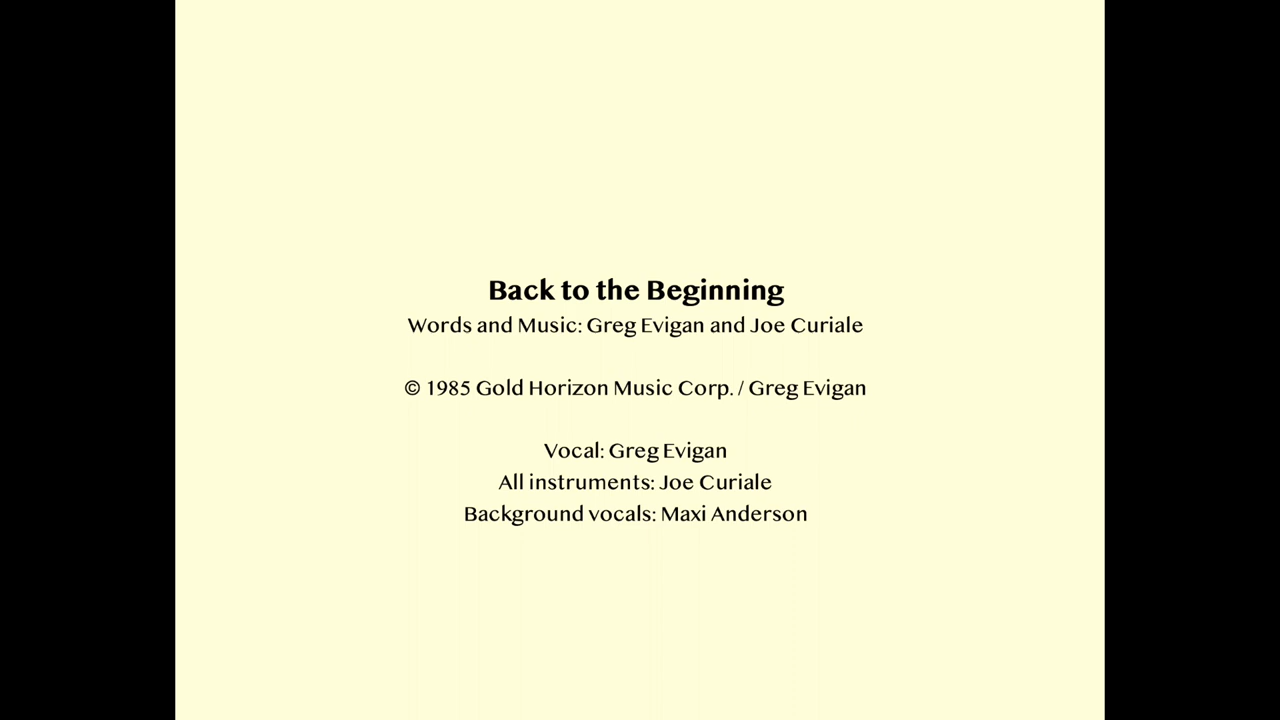 Back to the Beginning
Words and Music: Greg Evigan and Joe Curiale
© 1985 Gold Horizon Music Corp. / Greg Evigan
Vocal: Greg Evigan
All instruments: Joe Curiale
Background vocals: Maxi Anderson